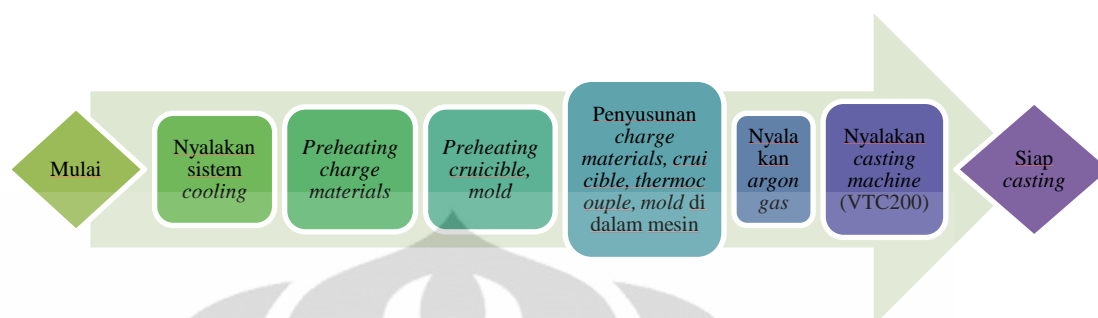 Mulai
Nyalakan
sistem
cooling
Preheating
charge
materials
Preheating
cruicible,
mold
Penyusunan
charge
materials, crui
cible, thermoc
ouple, mold di
dalam mesin
Nyala
kan
argon
gas
Nyalakan
casting
machine
(VTC200)
Siap
casting